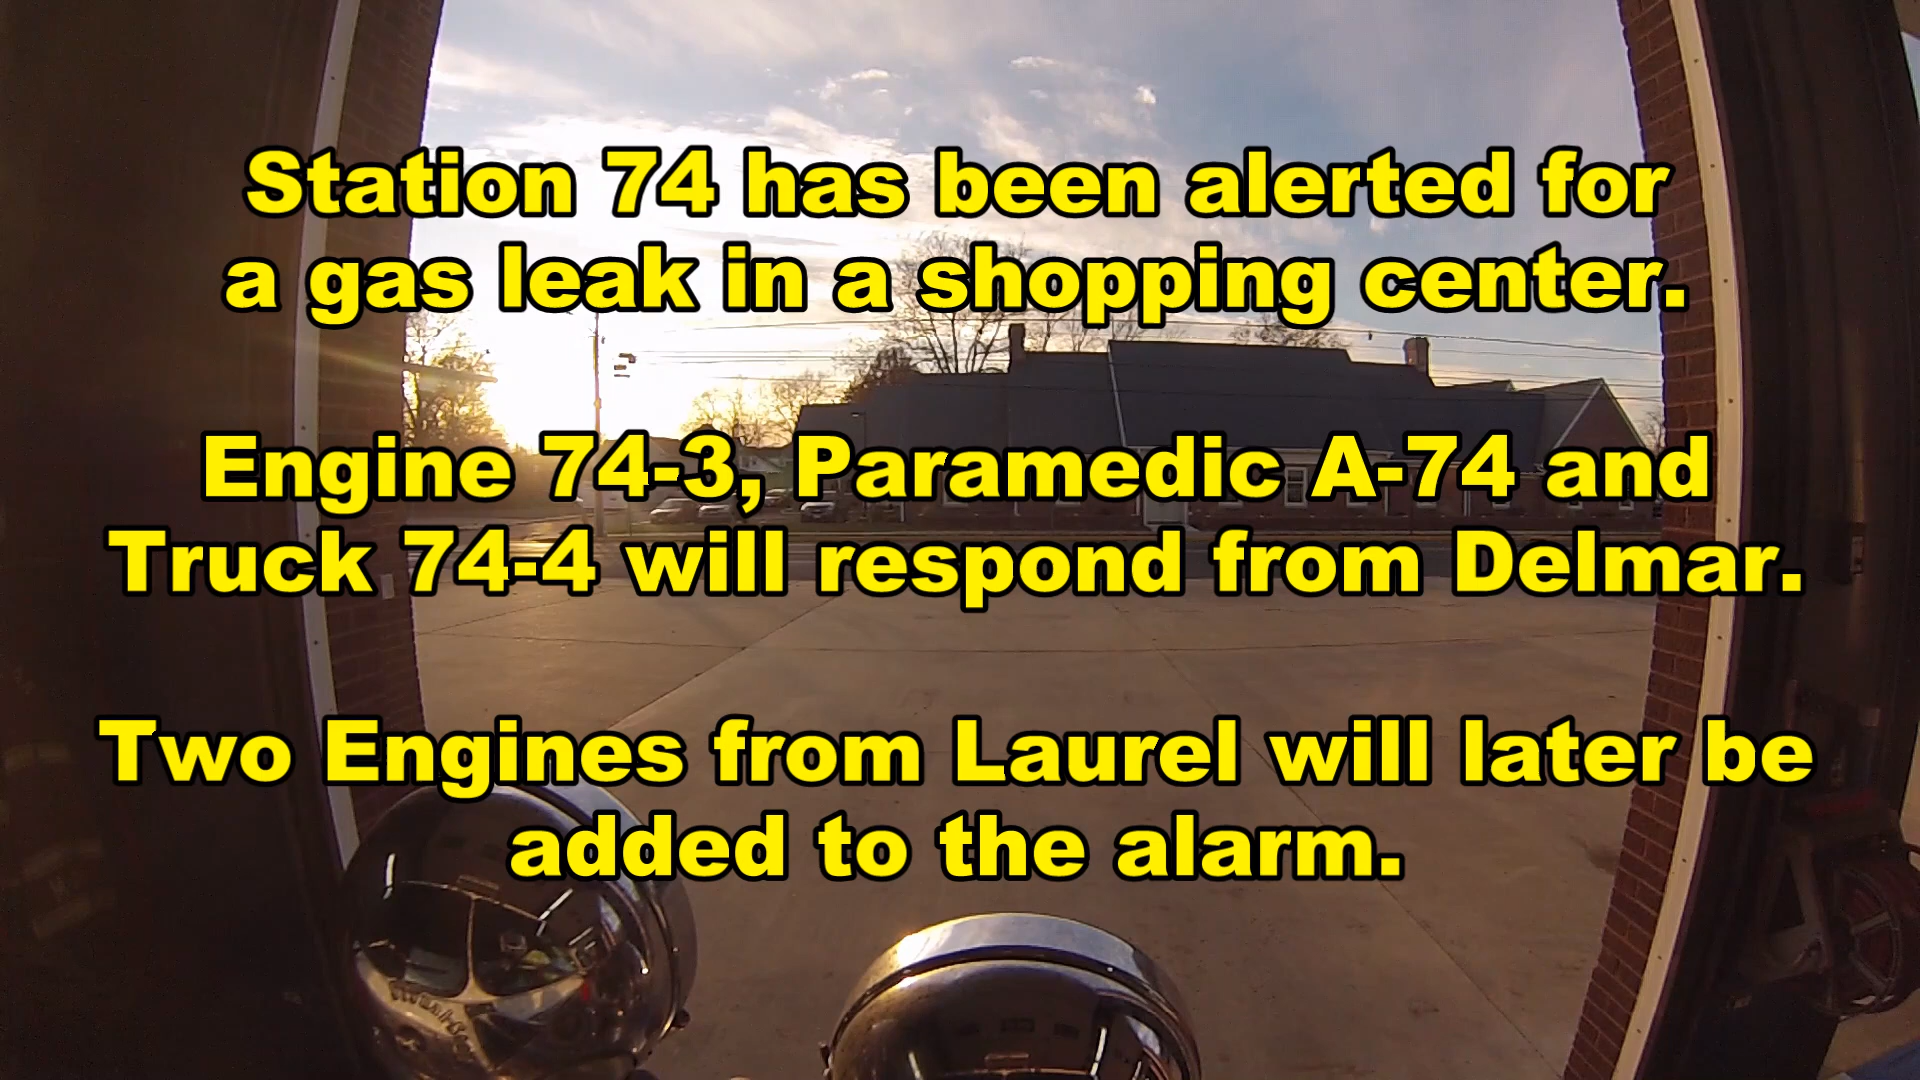 Station 74 has been alerted for
a gas leak in a shopping center.
Engine 74-3, Paramedic A-74 and
Truck 74-4 will respond from Delmar.
Two Engines from Laurel will later be
added to the alarm.